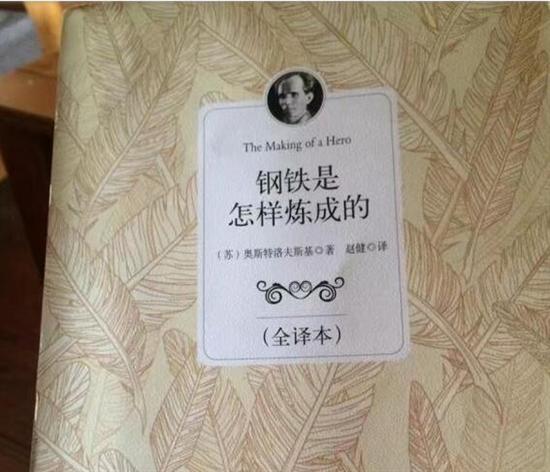 The Making of a Hero
钢铁是
怎样炼成的
（苏）奥斯特洛夫斯基◎著　赵健◎译
（全译本）